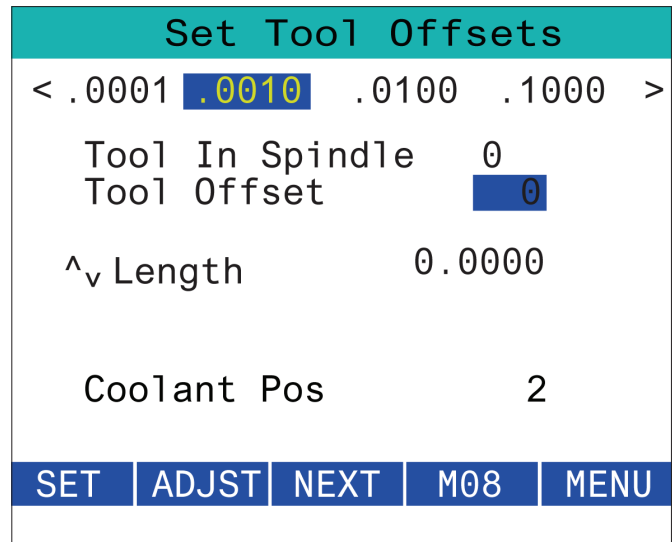 Set Tool Offsets
< .0001 .0010 .0100 .1000 >
Tool In Spindle 0
Tool Offset 0
^v Length 0.0000
Coolant Pos 2
SET ADJST NEXT M08 MENU